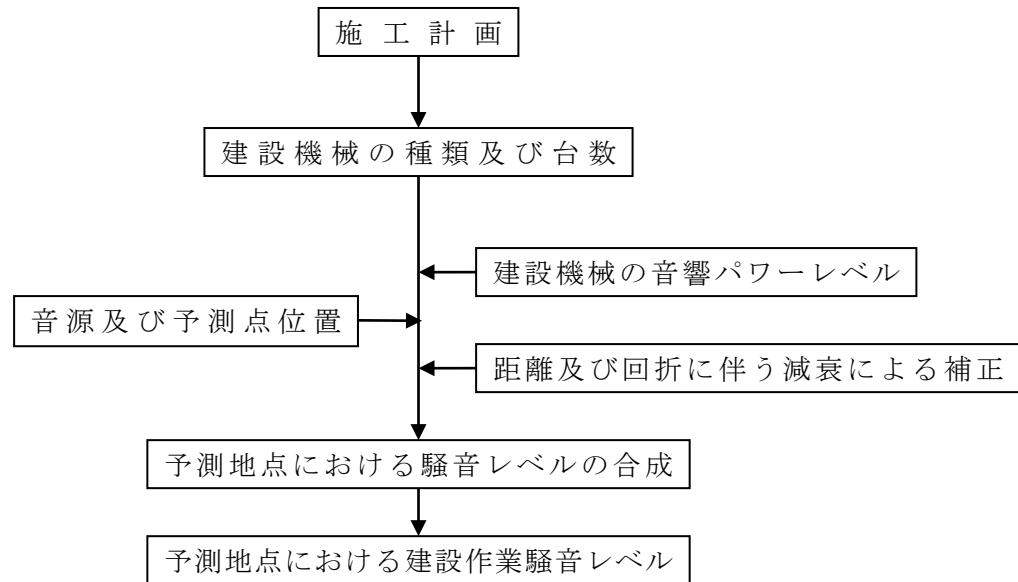 施工計画
建設機械の種類及び台数
建設機械の音響パワーレベル
音源及び予測点位置
距離及び回折に伴う減衰による補正
予測地点における騒音レベルの合成
予測地点における建設作業騒音レベル